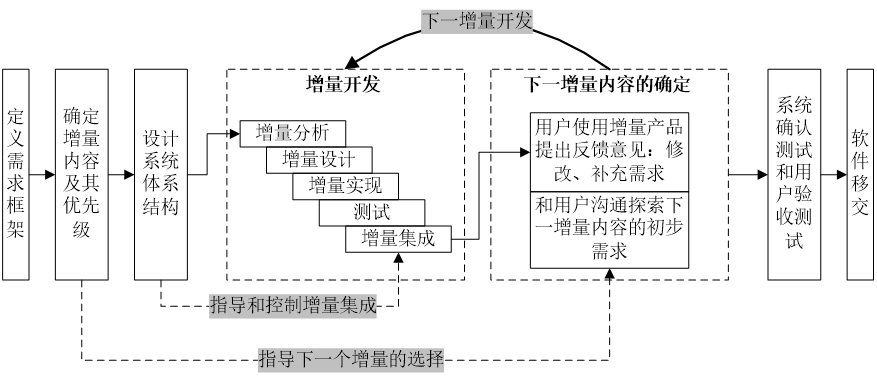 下一增量开发
定
义
需
求
框
架
确定
增量
内容
及其
优先
级
设计
系统
体系
结构
增量开发
增量分析
增量设计
增量实现
测试
增量集成
下一增量内容的确定
用户使用增量产品
提出反馈意见：修
改、补充需求
和用户沟通探索下
一增量内容的初步
需求
系统
确认
测试
和用
户验
收测
试
软
件
移
交
指导和控制增量集成
指导下一个增量的选择